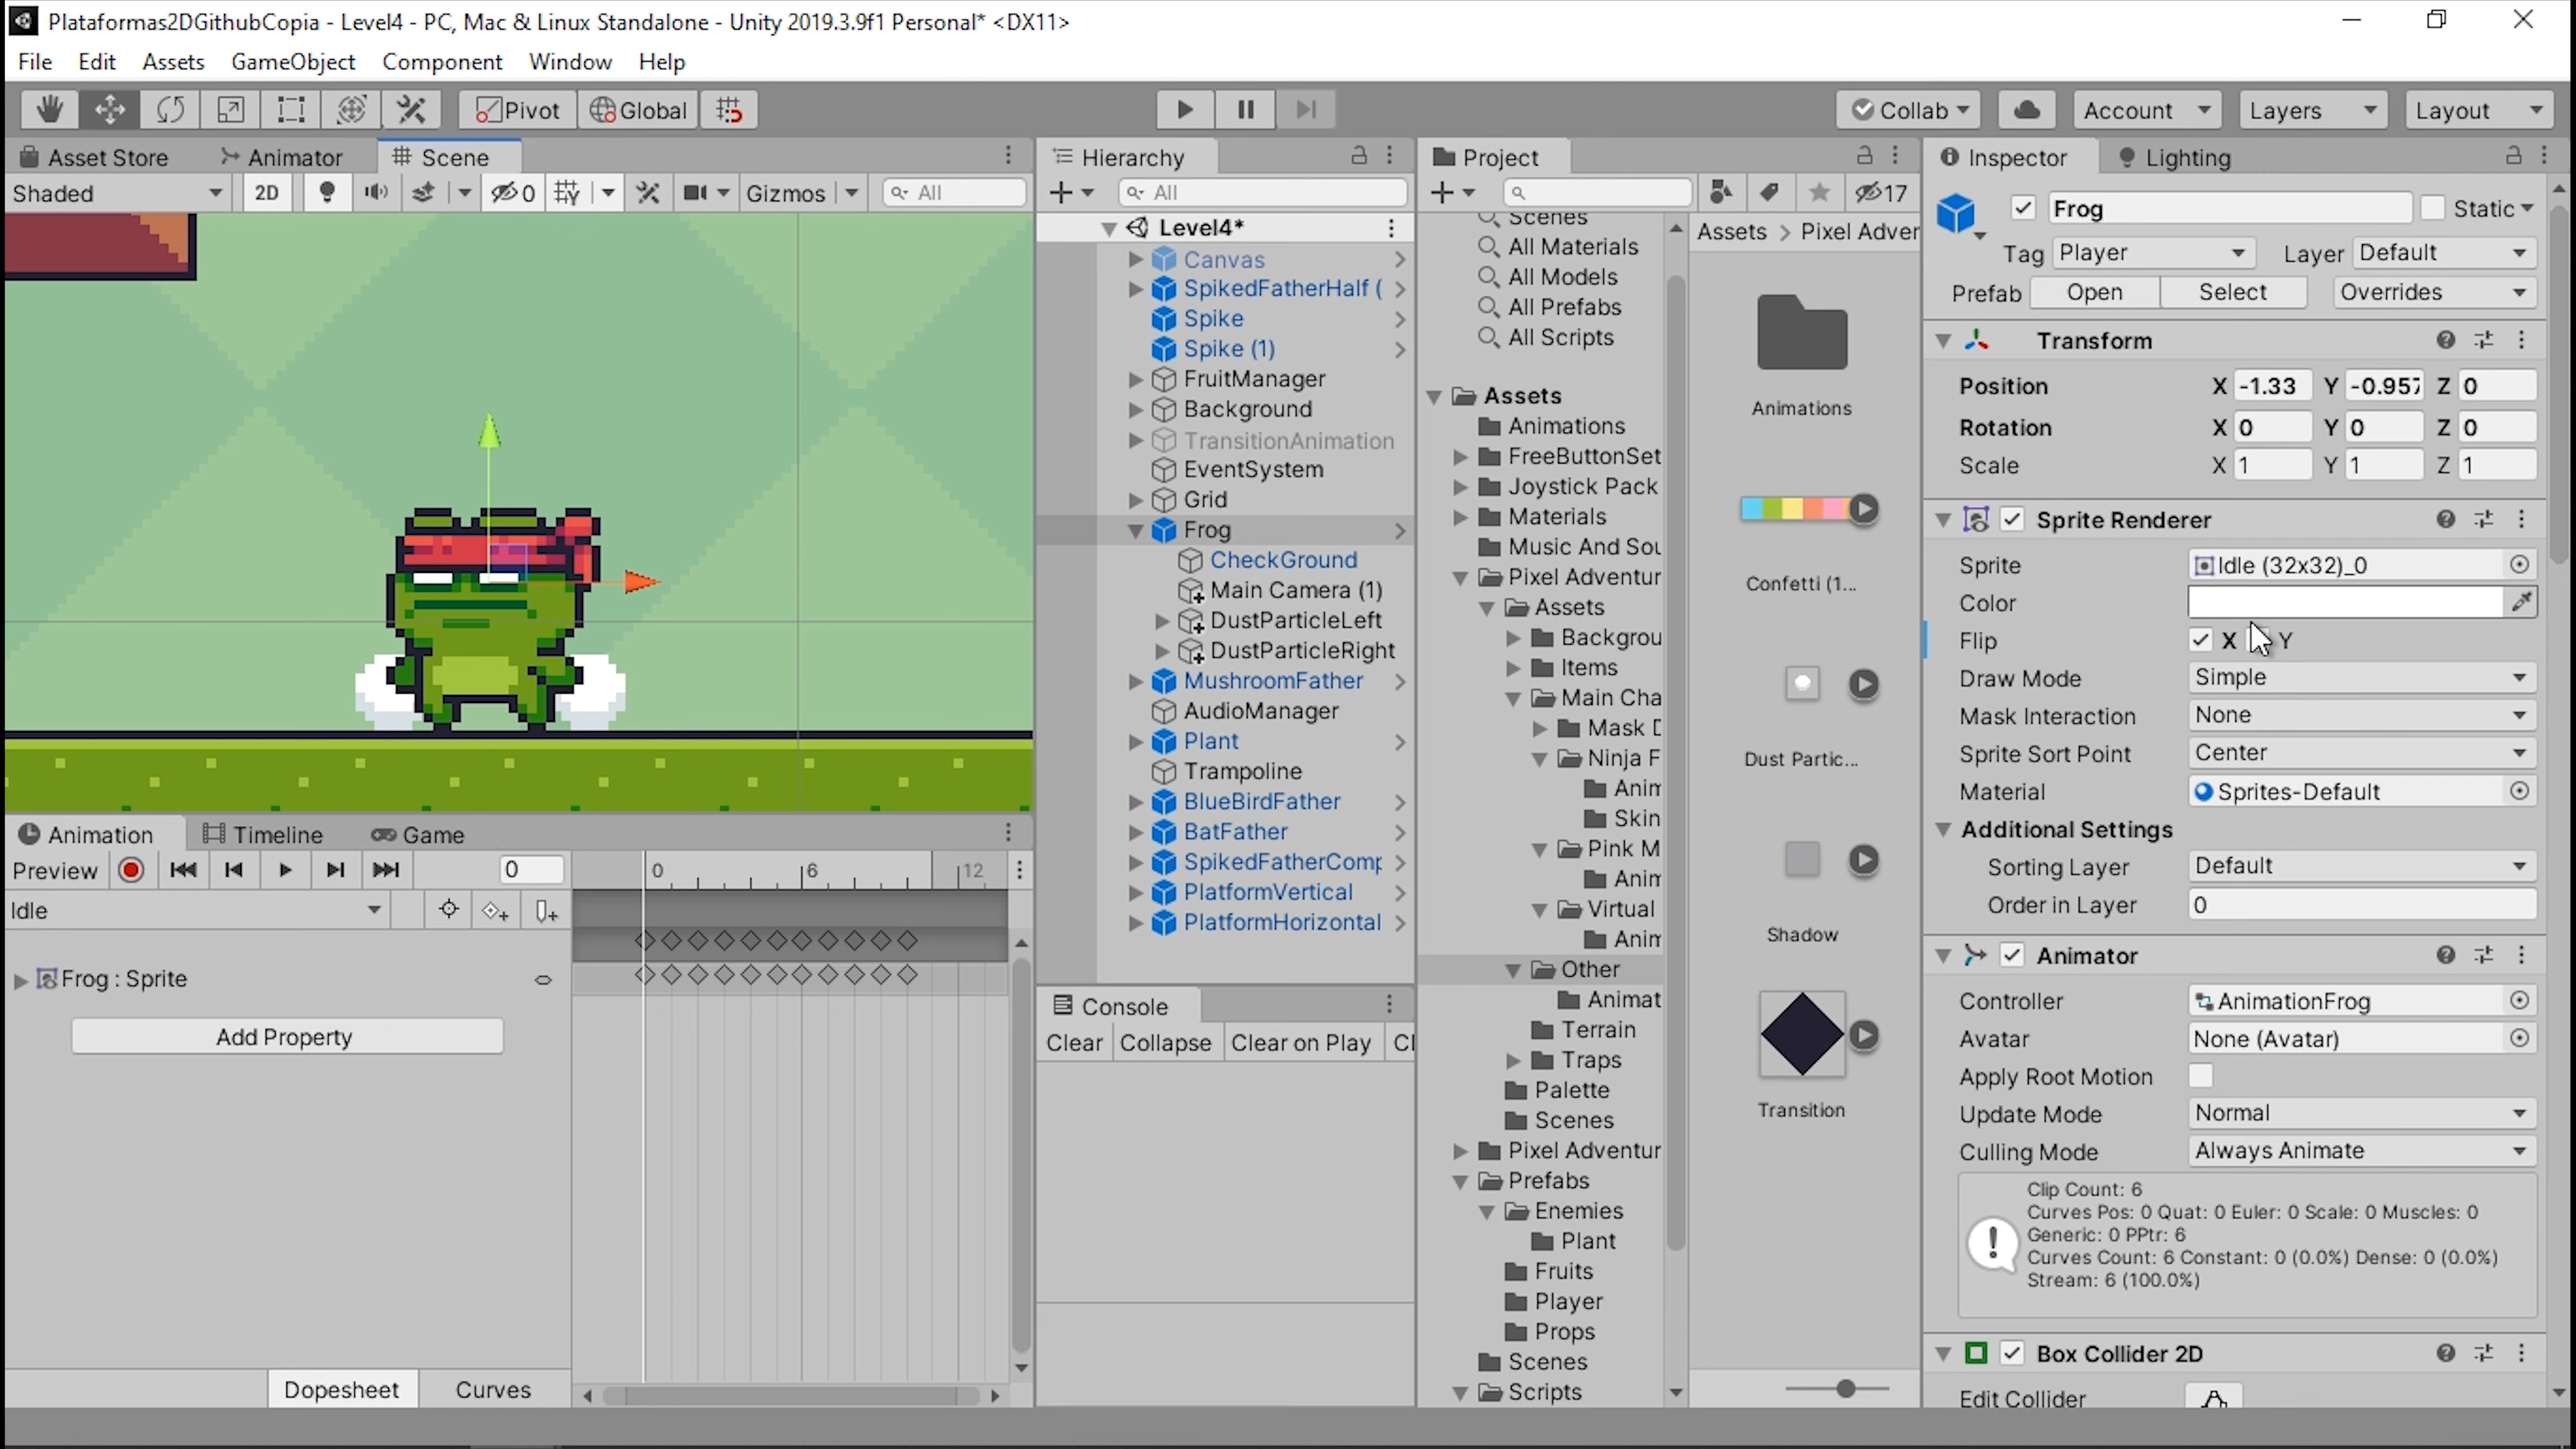 Plataformas2DGithubCopia - Level4 - PC, Mac & Linux Standalone - Unity 2019.3.9f1 Personal* <DX11>
File Edit Assets GameObject Component Window Help
Pivot Global Collab Account Layers Layout
Asset Store Animator Scene
Shaded 2D 0 Gizmos All
Hierarchy
All
Level4*
Canvas
SpikedFatherHalf (
Spike
Spike (1)
FruitManager
Background
TransitionAnimation
EventSystem
Grid
Frog
CheckGround
Main Camera (1)
DustParticleLeft
DustParticleRight
MushroomFather
AudioManager
Plant
Trampoline
BlueBirdFather
BatFather
SpikedFatherComp
PlatformVertical
PlatformHorizontal
Console
Clear Collapse Clear on Play Cl
Animation Timeline Game
Preview 0
0 6 12
Idle
Frog : Sprite
Add Property
Dopesheet Curves
Project
17
Scenes
All Materials
All Models
All Prefabs
All Scripts
Assets
Animations
FreeButtonSet
Joystick Pack
Materials
Music And Sou
Pixel Adventur
Assets
Backgrou
Items
Main Cha
Mask D
Ninja F
Anim
Skin
Pink M
Anim
Virtual
Anim
Other
Animat
Terrain
Traps
Palette
Scenes
Pixel Adventur
Prefabs
Enemies
Plant
Fruits
Player
Props
Scenes
Scripts
Assets > Pixel Adver
Animations
Confetti (1...
Dust Partic...
Shadow
Transition
Inspector Lighting
Frog Static
Tag Player Layer Default
Prefab Open Select Overrides
Transform
Position X -1.33 Y -0.957 Z 0
Rotation X 0 Y 0 Z 0
Scale X 1 Y 1 Z 1
Sprite Renderer
Sprite Idle (32x32)_0
Color
Flip X Y
Draw Mode Simple
Mask Interaction None
Sprite Sort Point Center
Material Sprites-Default
Additional Settings
Sorting Layer Default
Order in Layer 0
Animator
Controller AnimationFrog
Avatar None (Avatar)
Apply Root Motion
Update Mode Normal
Culling Mode Always Animate
Clip Count: 6
Curves Pos: 0 Quat: 0 Euler: 0 Scale: 0 Muscles: 0
Generic: 0 PPtr: 6
Curves Count: 6 Constant: 0 (0.0%) Dense: 0 (0.0%)
Stream: 6 (100.0%)
Box Collider 2D
Edit Collider